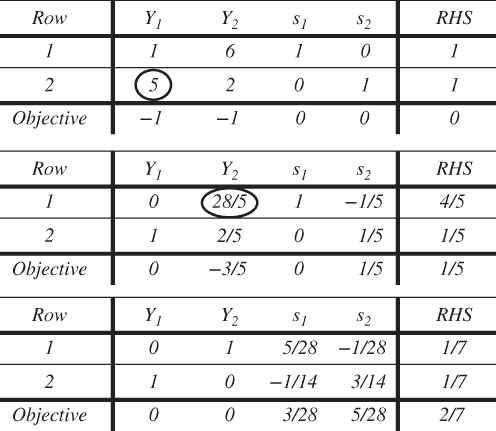 Row Y1 Y2 s1 s2 RHS
1 1 6 1 0 1
2 5 2 0 1 1
Objective −1 −1 0 0 0
Row Y1 Y2 s1 s2 RHS
1 0 28/5 1 −1/5 4/5
2 1 2/5 0 1/5 1/5
Objective 0 −3/5 0 1/5 1/5
Row Y1 Y2 s1 s2 RHS
1 0 1 5/28 −1/28 1/7
2 1 0 −1/14 3/14 1/7
Objective 0 0 3/28 5/28 2/7